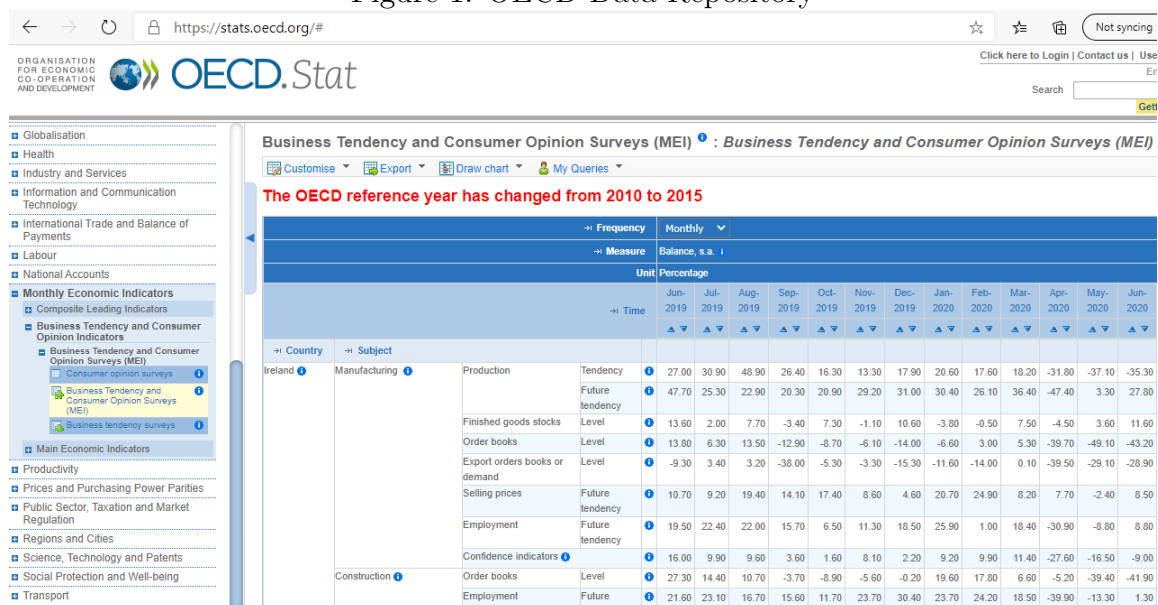 Figure 1: OECD Data Repository
https://stats.oecd.org/#
Not syncing
ORGANISATION
FOR ECONOMIC
CO-OPERATION
AND DEVELOPMENT
OECD.Stat
Click here to Login | Contact us | Use
En
Search
Gett
Globalisation
Health
Industry and Services
Information and Communication
Technology
International Trade and Balance of
Payments
Labour
National Accounts
Monthly Economic Indicators
Composite Leading Indicators
Business Tendency and Consumer
Opinion Indicators
Business Tendency and Consumer
Opinion Surveys (MEI)
Consumer opinion surveys
Business Tendency and
Consumer Opinion Surveys
(MEI)
Business tendency surveys
Main Economic Indicators
Productivity
Prices and Purchasing Power Parities
Public Sector, Taxation and Market
Regulation
Regions and Cities
Science, Technology and Patents
Social Protection and Well-being
Transport
Business Tendency and Consumer Opinion Surveys (MEI) : Business Tendency and Consumer Opinion Surveys (MEI)
Customise Export Draw chart My Queries
The OECD reference year has changed from 2010 to 2015
Frequency Monthly
Measure Balance, s.a. i
Unit Percentage
Time Jun-2019 Jul-2019 Aug-2019 Sep-2019 Oct-2019 Nov-2019 Dec-2019 Jan-2020 Feb-2020 Mar-2020 Apr-2020 May-2020 Jun-2020
Country Subject
Ireland Manufacturing Production Tendency 27.00 30.90 48.90 26.40 16.30 13.30 17.90 20.60 17.60 18.20 -31.80 -37.10 -35.30
Future tendency 47.70 25.30 22.90 20.30 20.90 29.20 31.00 30.40 26.10 36.40 -47.40 3.30 27.80
Finished goods stocks Level 13.60 2.00 7.70 -3.40 7.30 -1.10 10.60 -3.80 -0.50 7.50 -4.50 3.60 11.60
Order books Level 13.80 6.30 13.50 -12.90 -8.70 -6.10 -14.00 -6.60 3.00 5.30 -39.70 -49.10 -43.20
Export orders books or demand Level -9.30 3.40 3.20 -38.00 -5.30 -3.30 -15.30 -11.60 -14.00 0.10 -39.50 -29.10 -28.90
Selling prices Future tendency 10.70 9.20 19.40 14.10 17.40 8.60 4.60 20.70 24.90 8.20 7.70 -2.40 8.50
Employment Future tendency 19.50 22.40 22.00 15.70 6.50 11.30 18.50 25.90 1.00 18.40 -30.90 -8.80 8.80
Confidence indicators 16.00 9.90 9.60 3.60 1.60 8.10 2.20 9.20 9.90 11.40 -27.60 -16.50 -9.00
Construction Order books Level 27.30 14.40 10.70 -3.70 -8.90 -5.60 -0.20 19.60 17.80 6.60 -5.20 -39.40 -41.90
Employment Future 21.60 23.10 16.70 15.60 11.70 23.70 30.40 23.70 24.20 18.50 -39.90 -13.30 1.30